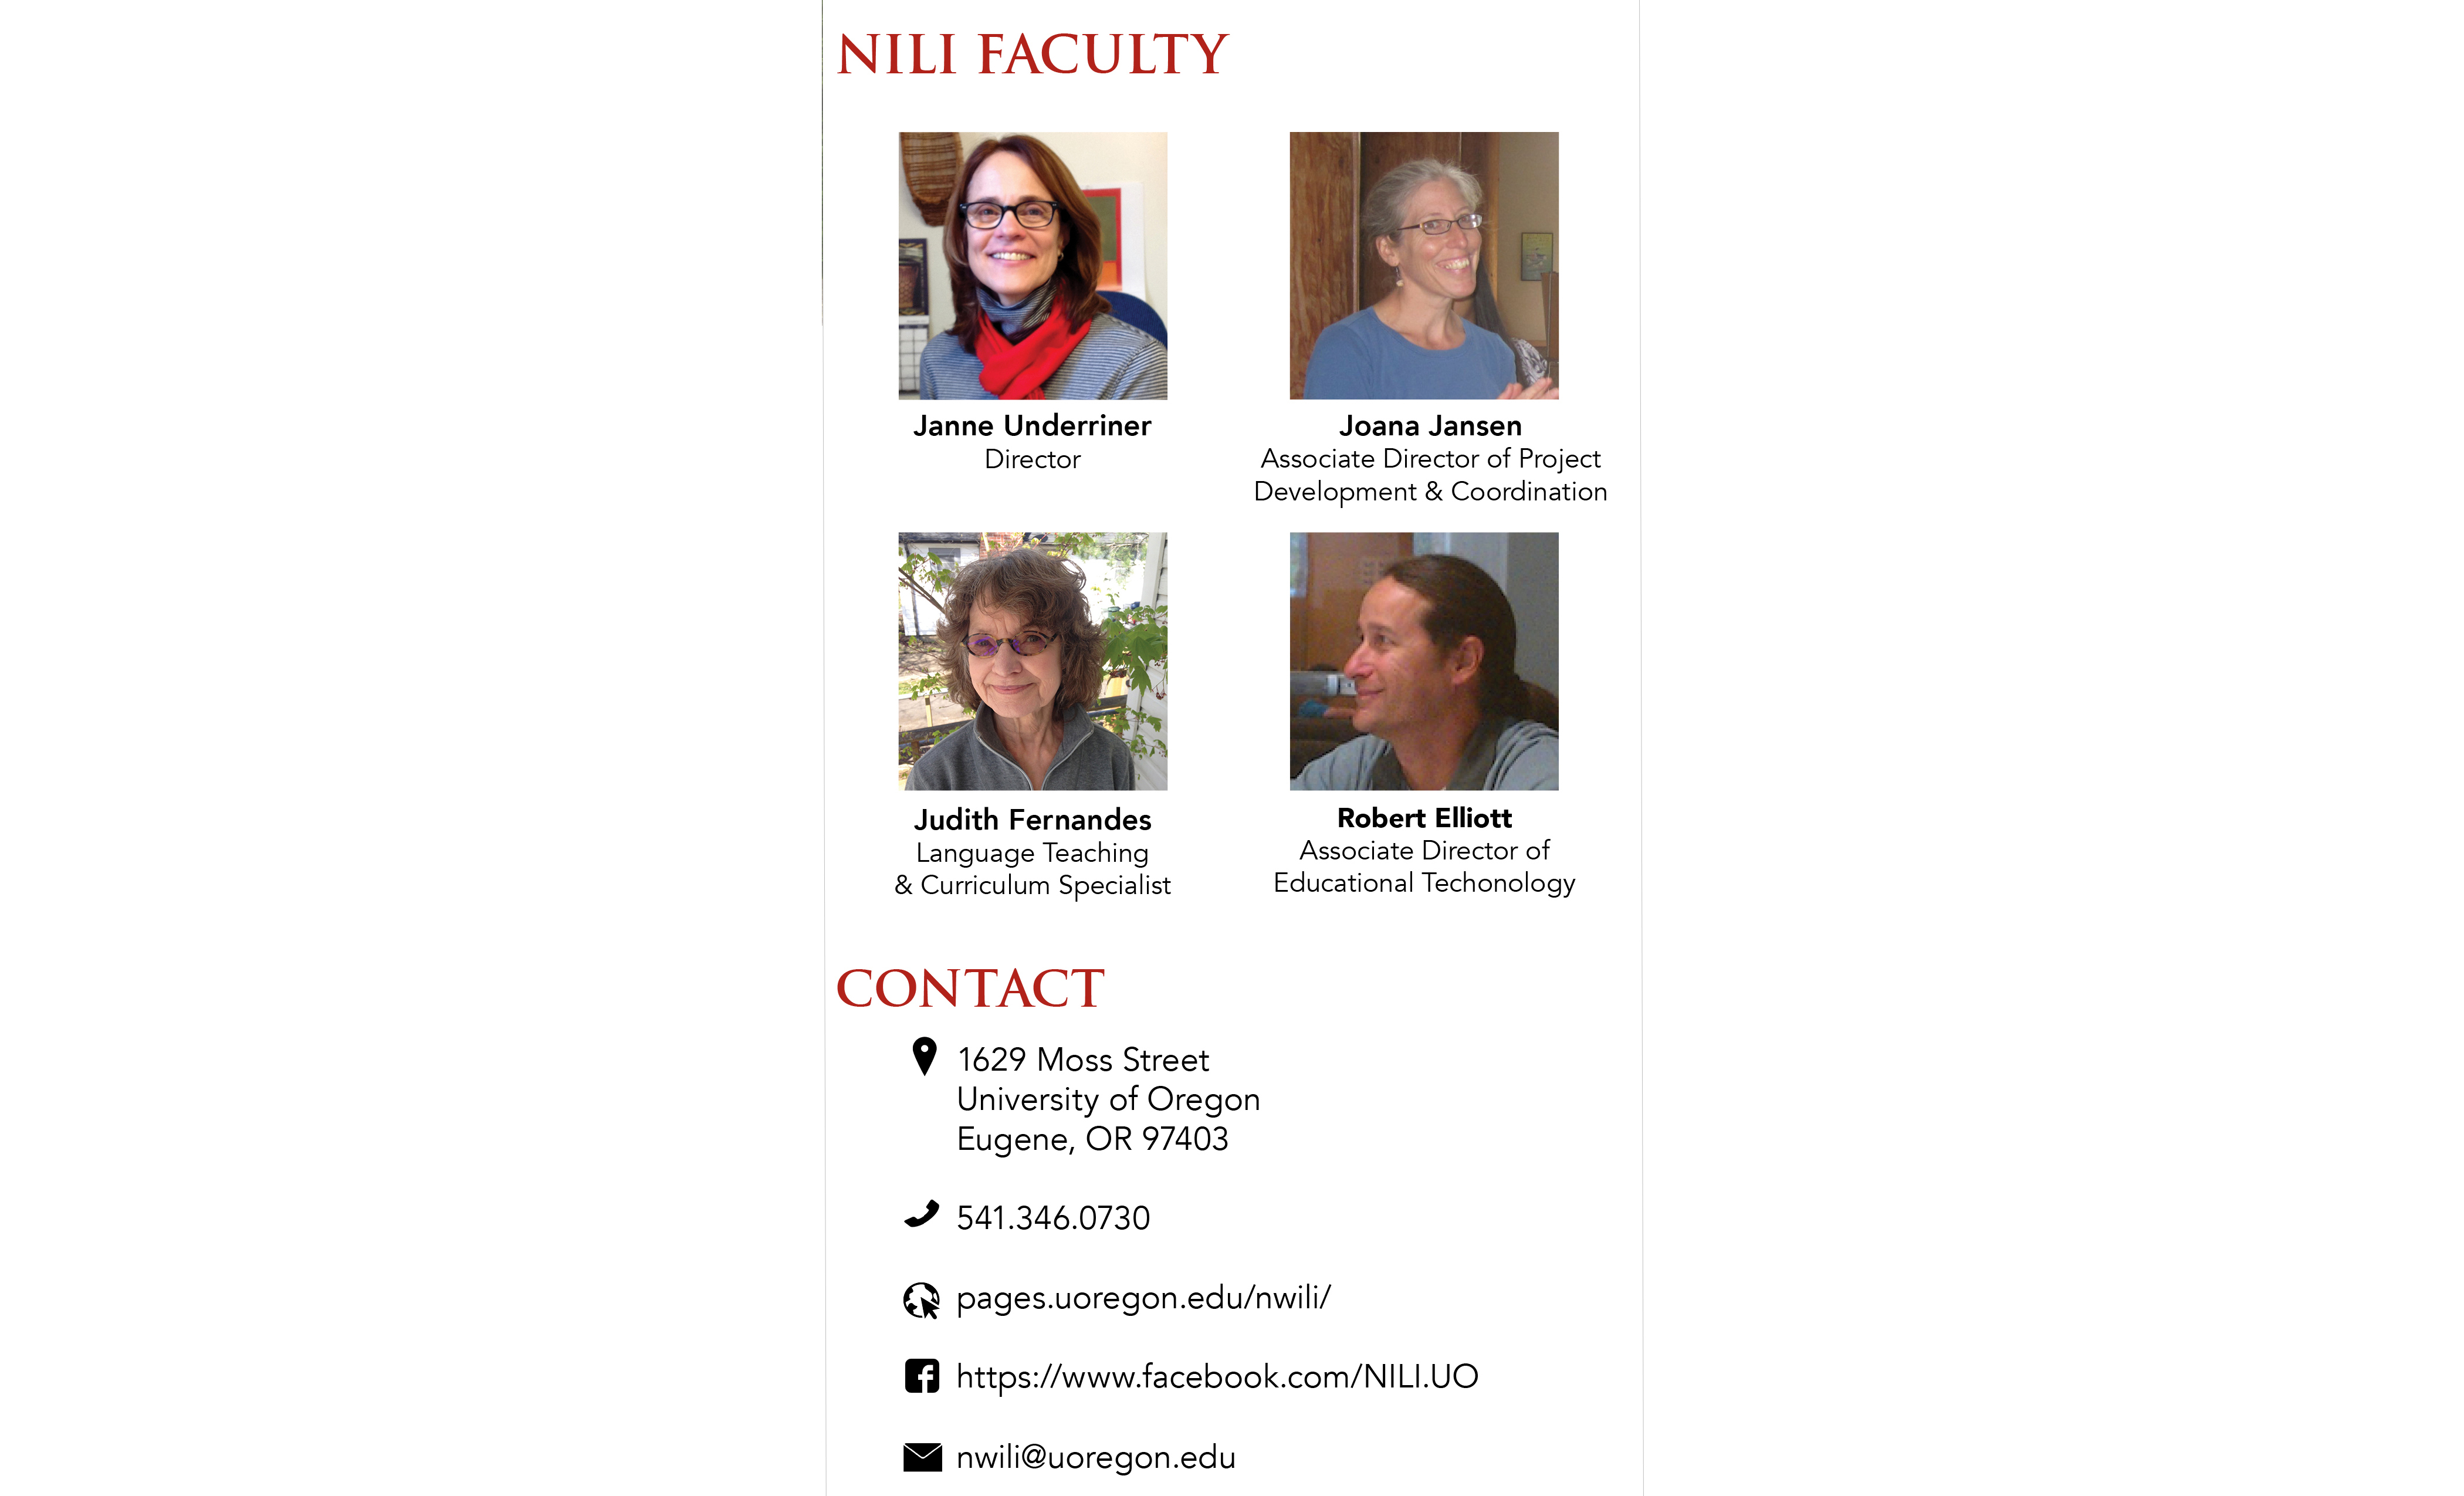 NILI FACULTY
Janne Underriner
Director
Joana Jansen
Associate Director of Project
Development & Coordination
Judith Fernandes
Language Teaching
& Curriculum Specialist
Robert Elliott
Associate Director of
Educational Techonology
CONTACT
1629 Moss Street
University of Oregon
Eugene, OR 97403
541.346.0730
pages.uoregon.edu/nwili/
https://www.facebook.com/NILI.UO
nwili@uoregon.edu